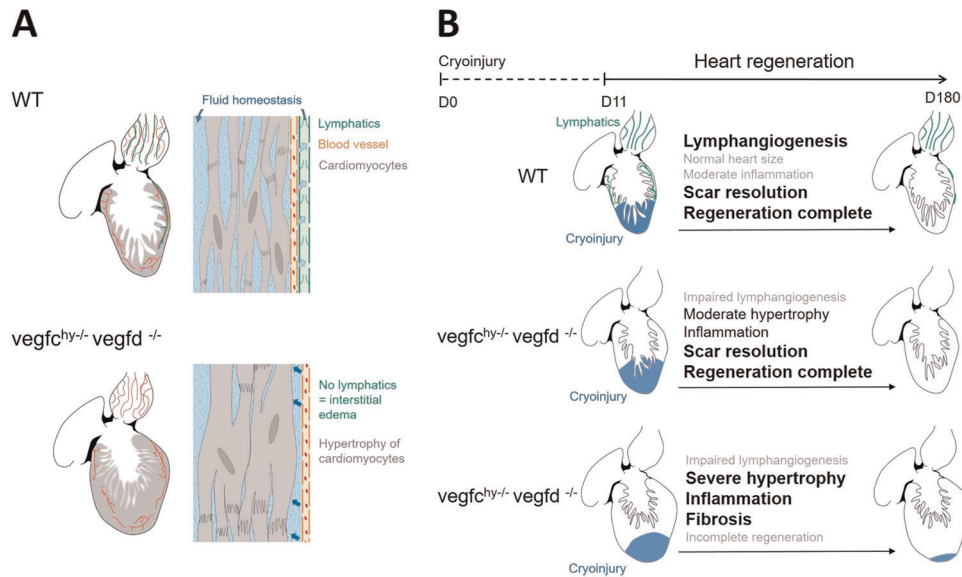 A
WT
Fluid homeostasis
Lymphatics
Blood vessel
Cardiomyocytes
vegfc^hy-/- vegfd ^-/-
No lymphatics
= interstitial
edema
Hypertrophy of
cardiomyocytes
B
Cryoinjury
Heart regeneration
D0
D11
D180
WT
Lymphatics
Cryoinjury
Lymphangiogenesis
Normal heart size
Moderate inflammation
Scar resolution
Regeneration complete
vegfc^hy-/- vegfd ^-/-
Cryoinjury
Impaired lymphangiogenesis
Moderate hypertrophy
Inflammation
Scar resolution
Regeneration complete
vegfc^hy-/- vegfd ^-/-
Cryoinjury
Impaired lymphangiogenesis
Severe hypertrophy
Inflammation
Fibrosis
Incomplete regeneration